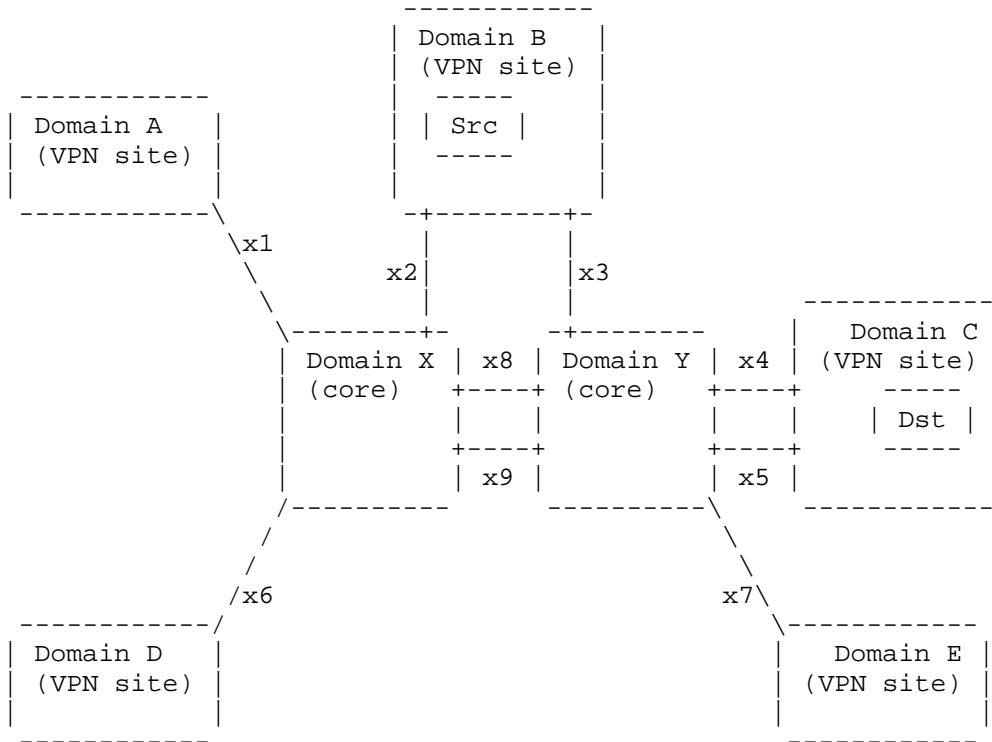 Domain B
(VPN site)
Src
Domain A
(VPN site)
x1
x2
x3
Domain C
(VPN site)
Dst
Domain X
(core)
x8
Domain Y
(core)
x4
x9
x5
x6
x7
Domain D
(VPN site)
Domain E
(VPN site)